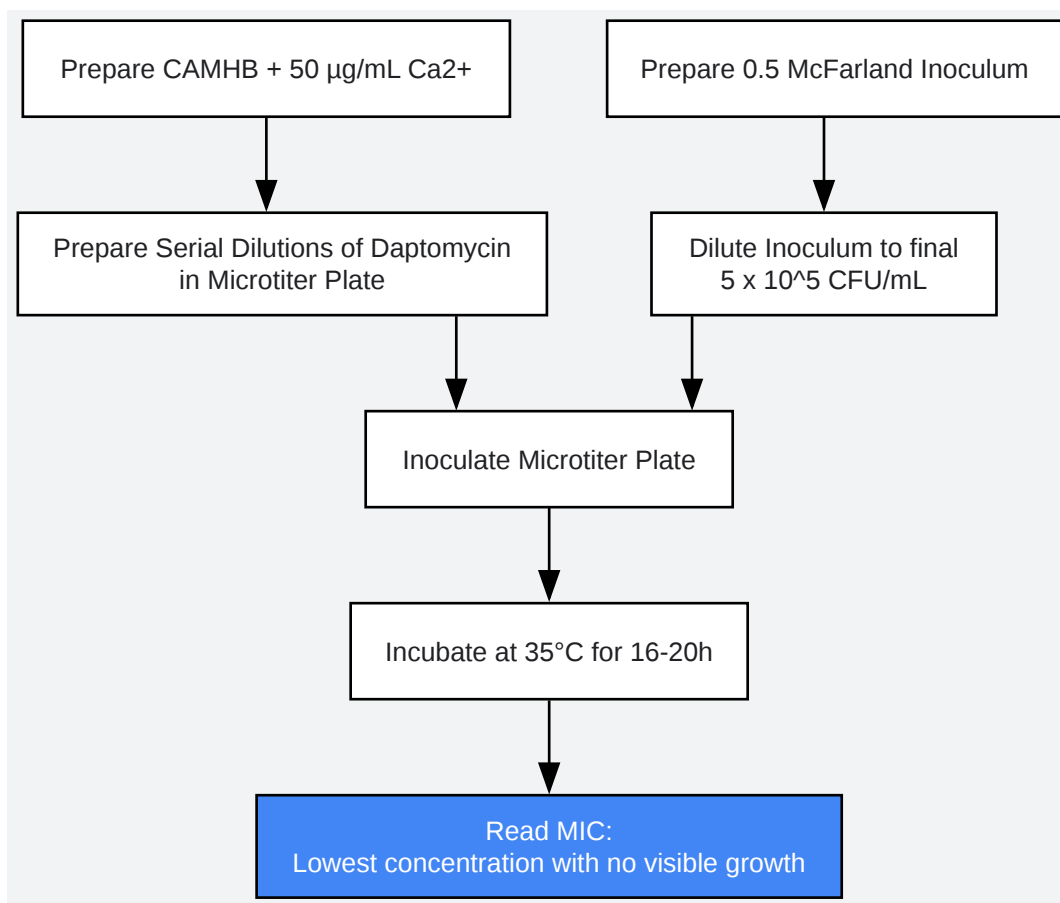 Prepare CAMHB + 50 µg/mL Ca2+
Prepare 0.5 McFarland Inoculum
Prepare Serial Dilutions of Daptomycin
in Microtiter Plate
Dilute Inoculum to final
5 x 10^5 CFU/mL
Inoculate Microtiter Plate
Incubate at 35°C for 16-20h
Read MIC:
Lowest concentration with no visible growth